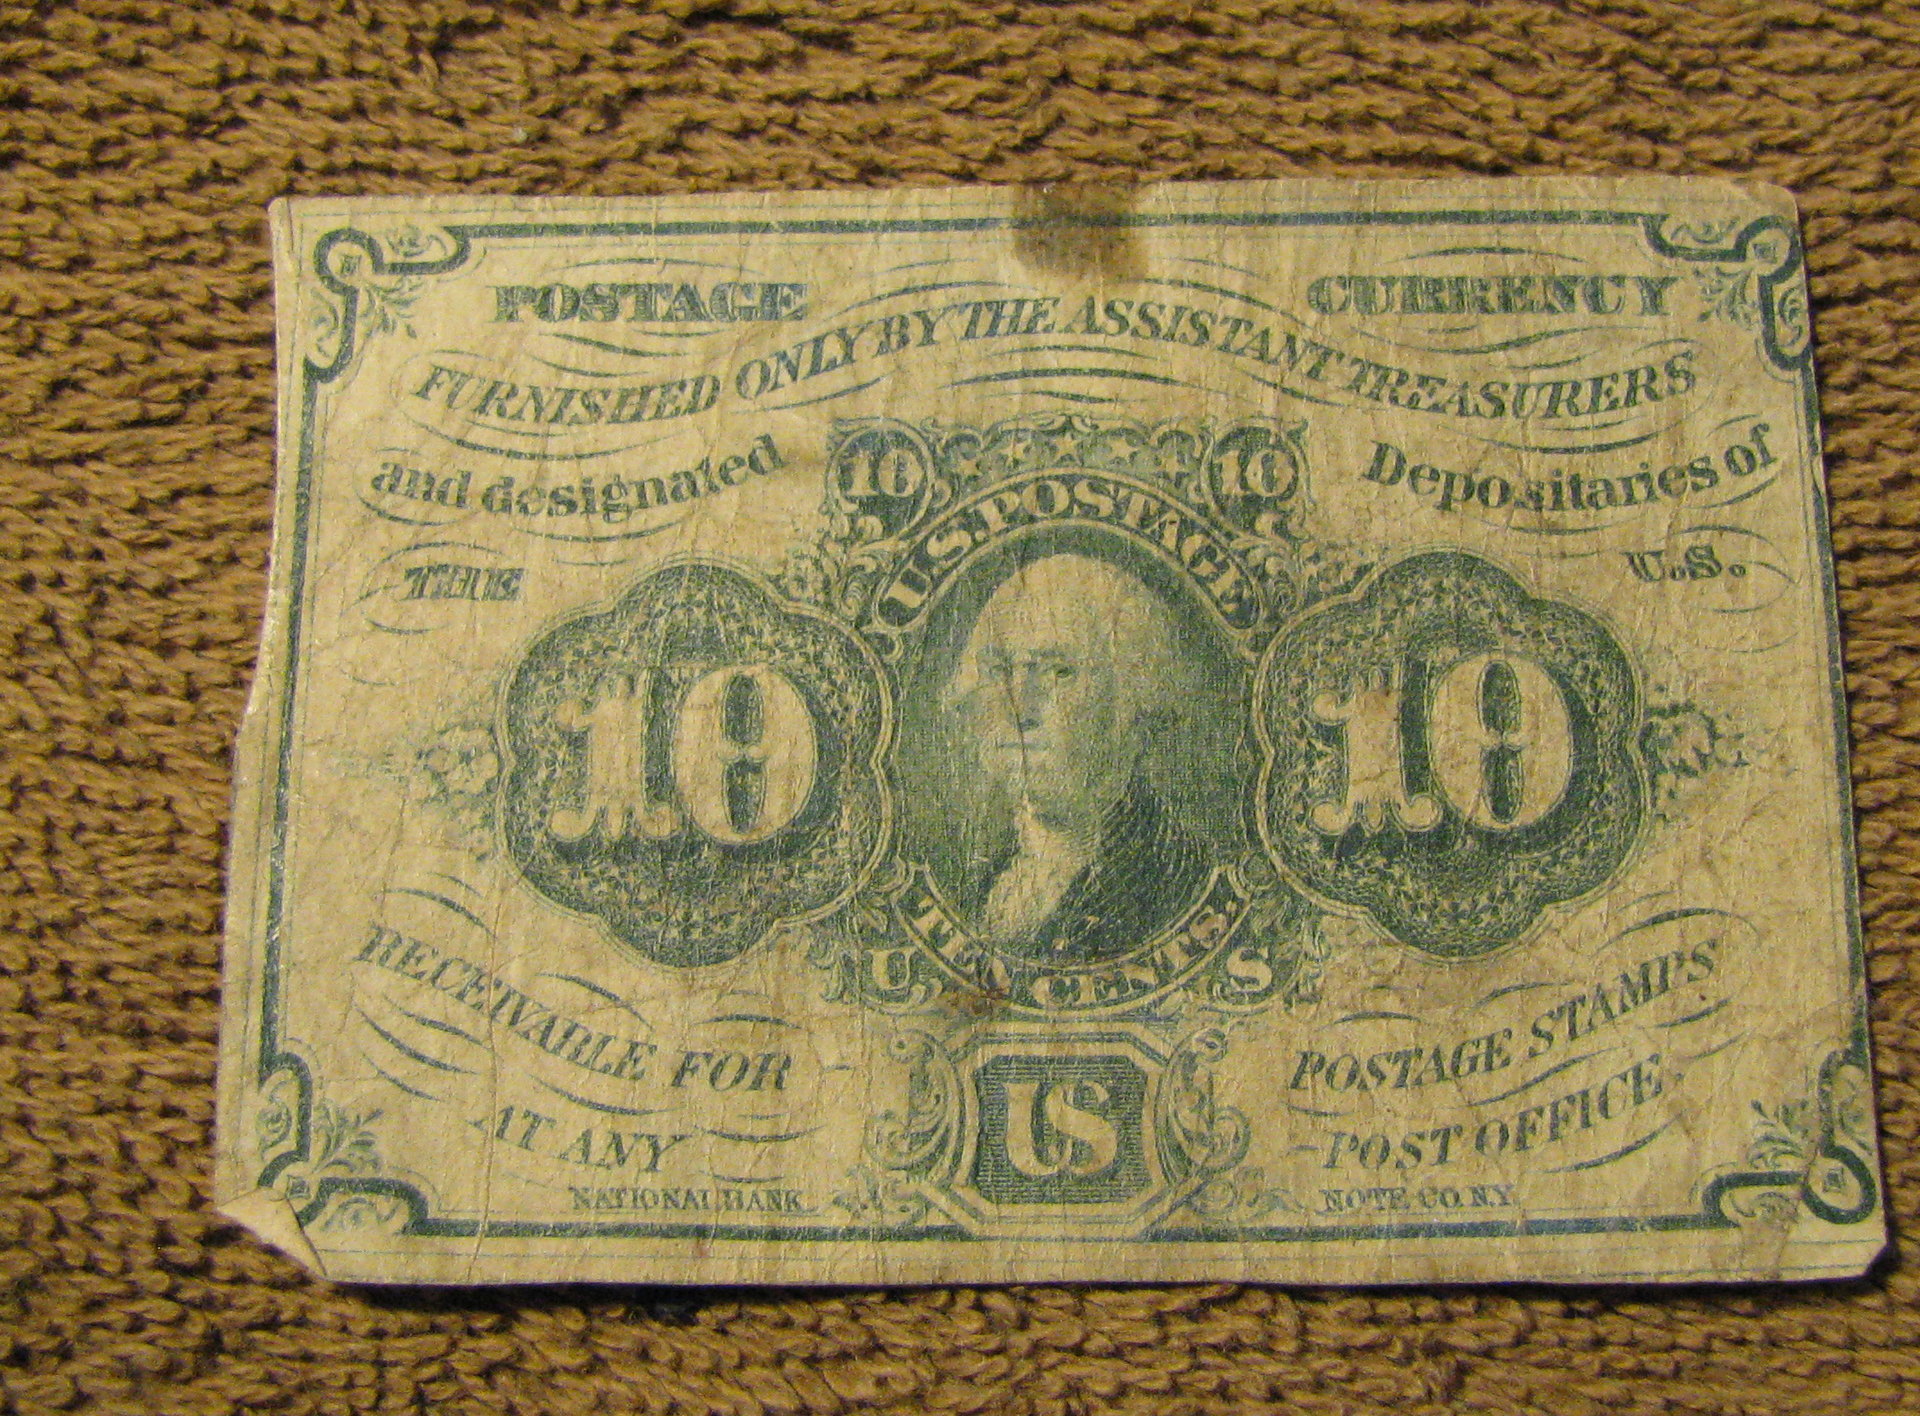 POSTAGE CURRENCY
FURNISHED ONLY BY THE ASSISTANT TREASURERS
and designated Depositaries of
THE U.S.
10 10
U.S. POSTAGE
10 10
TEN CENTS.
U S
RECEIVABLE FOR POSTAGE STAMPS
AT ANY POST OFFICE
US
NATIONAL BANK NOTE CO. N.Y.